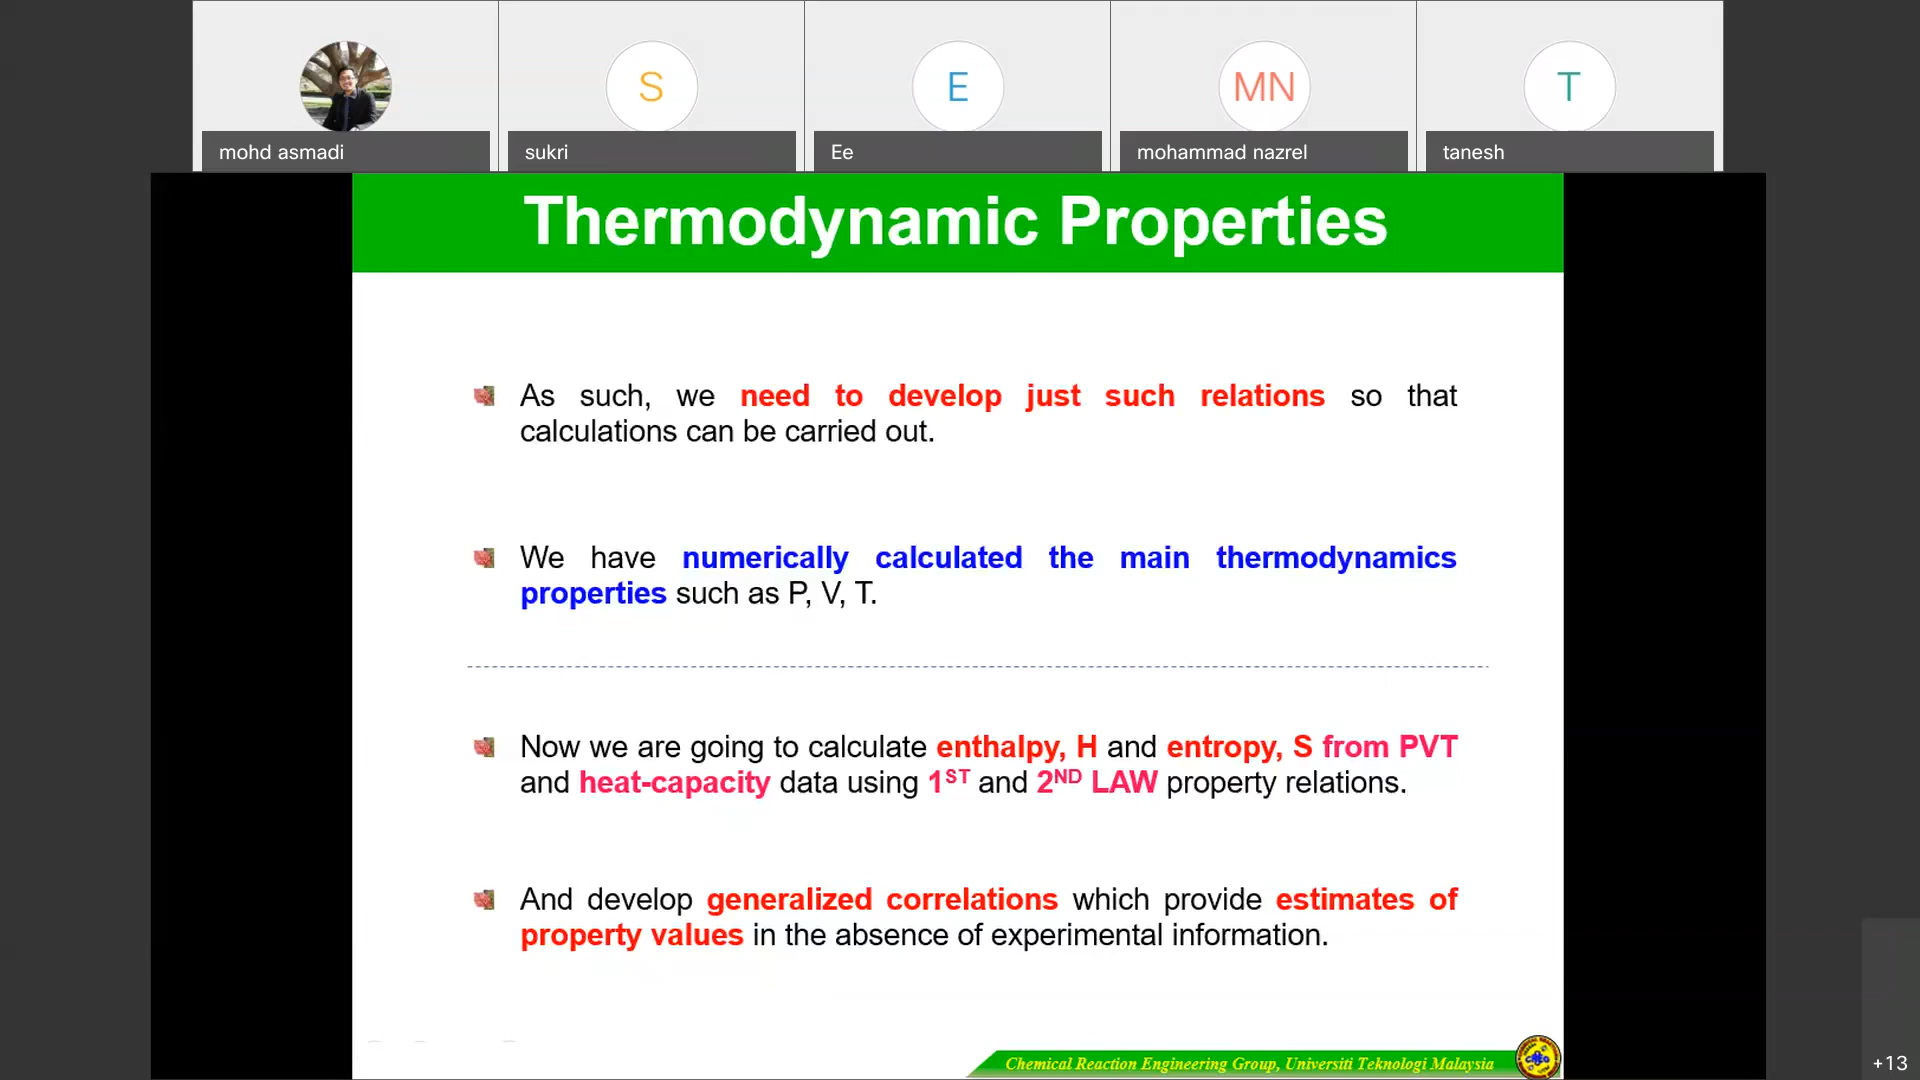 S
E
MN
T
mohd asmadi
sukri
Ee
mohammad nazrel
tanesh
Thermodynamic Properties
As such, we need to develop just such relations so that
calculations can be carried out.
We have numerically calculated the main thermodynamics
properties such as P, V, T.
Now we are going to calculate enthalpy, H and entropy, S from PVT
and heat-capacity data using 1ST and 2ND LAW property relations.
And develop generalized correlations which provide estimates of
property values in the absence of experimental information.
Chemical Reaction Engineering Group, Universiti Teknologi Malaysia
+13